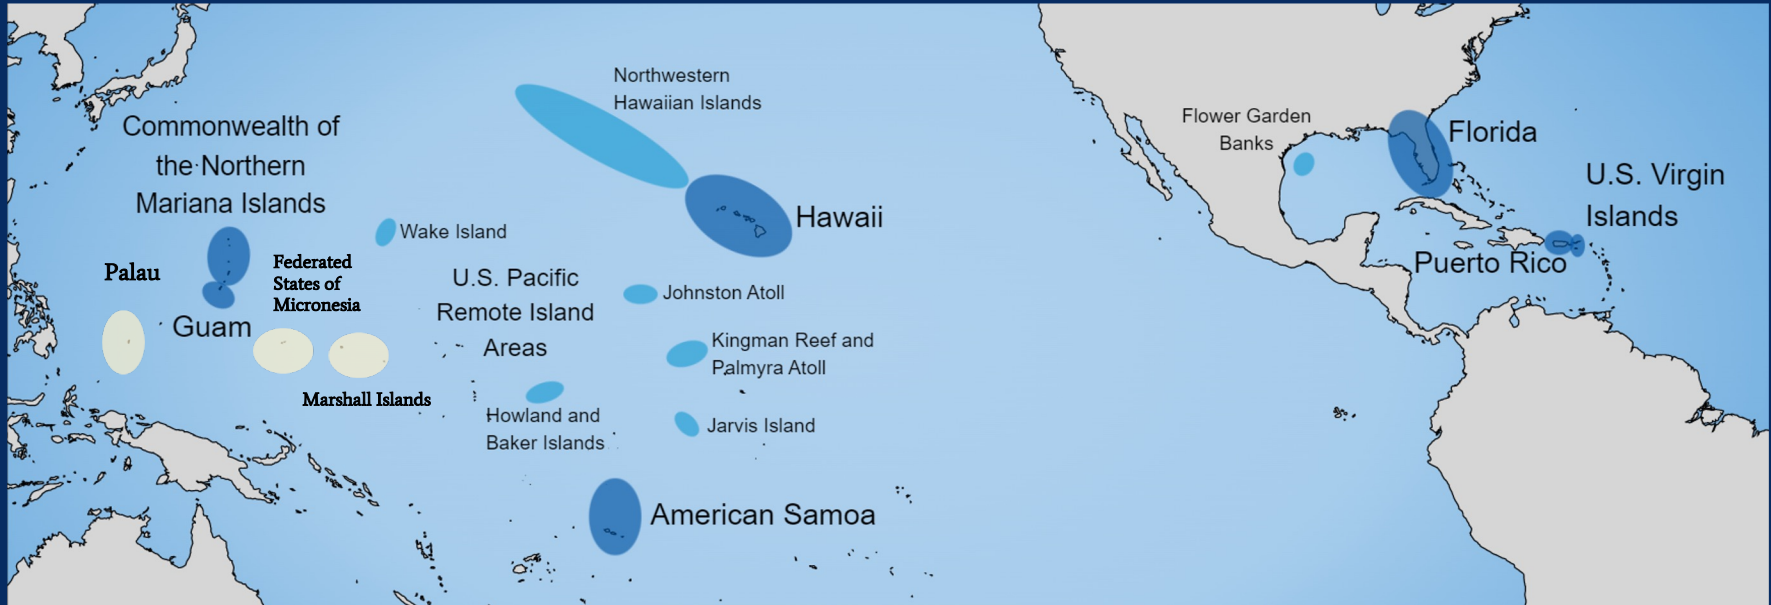 Northwestern
Hawaiian Islands
Flower Garden
Banks
Florida
Commonwealth of
the Northern
Mariana Islands
U.S. Virgin
Islands
Hawaii
Wake Island
Palau
Federated
States of
Micronesia
U.S. Pacific
Remote Island
Areas
Puerto Rico
Johnston Atoll
Guam
Kingman Reef and
Palmyra Atoll
Marshall Islands
Howland and
Baker Islands
Jarvis Island
American Samoa